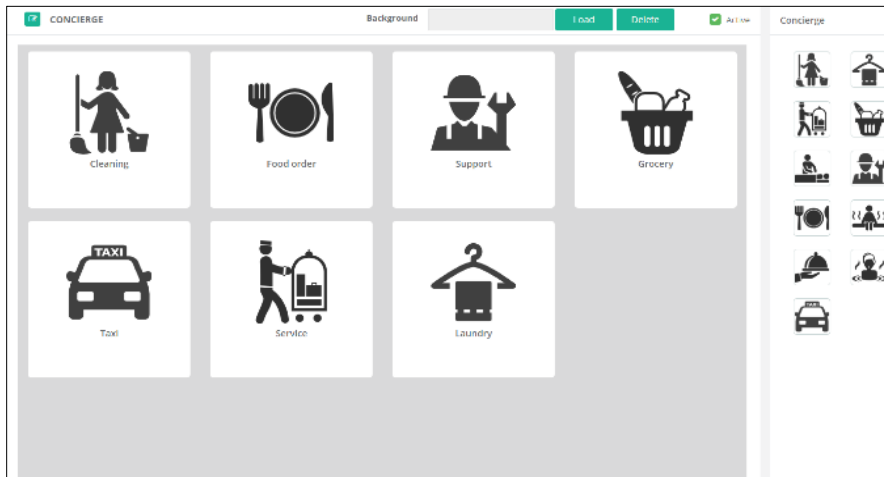 CONCIERGE
Background
Load
Delete
Active
Concierge
Cleaning
Food order
Support
Grocery
TAXI
Taxi
Service
Laundry
TAXI